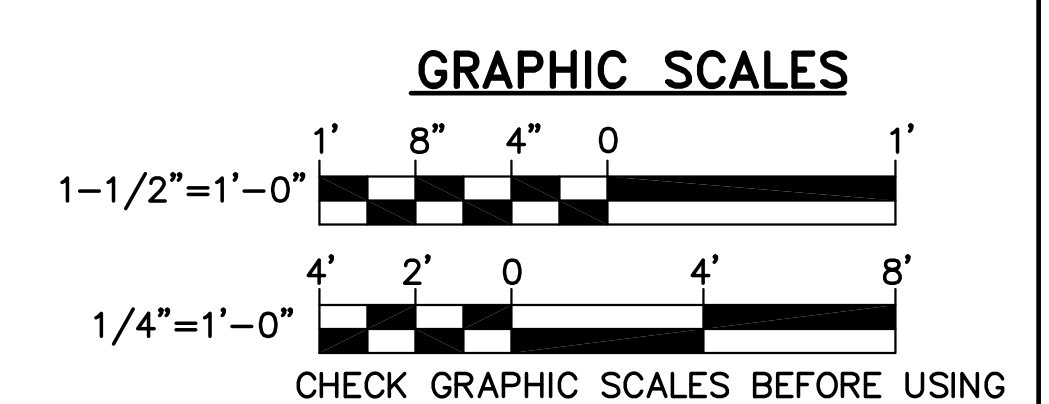 GRAPHIC SCALES
1' 8" 4" 0 1'
1-1/2"=1'-0"
4' 2' 0 4' 8'
1/4"=1'-0"
CHECK GRAPHIC SCALES BEFORE USING